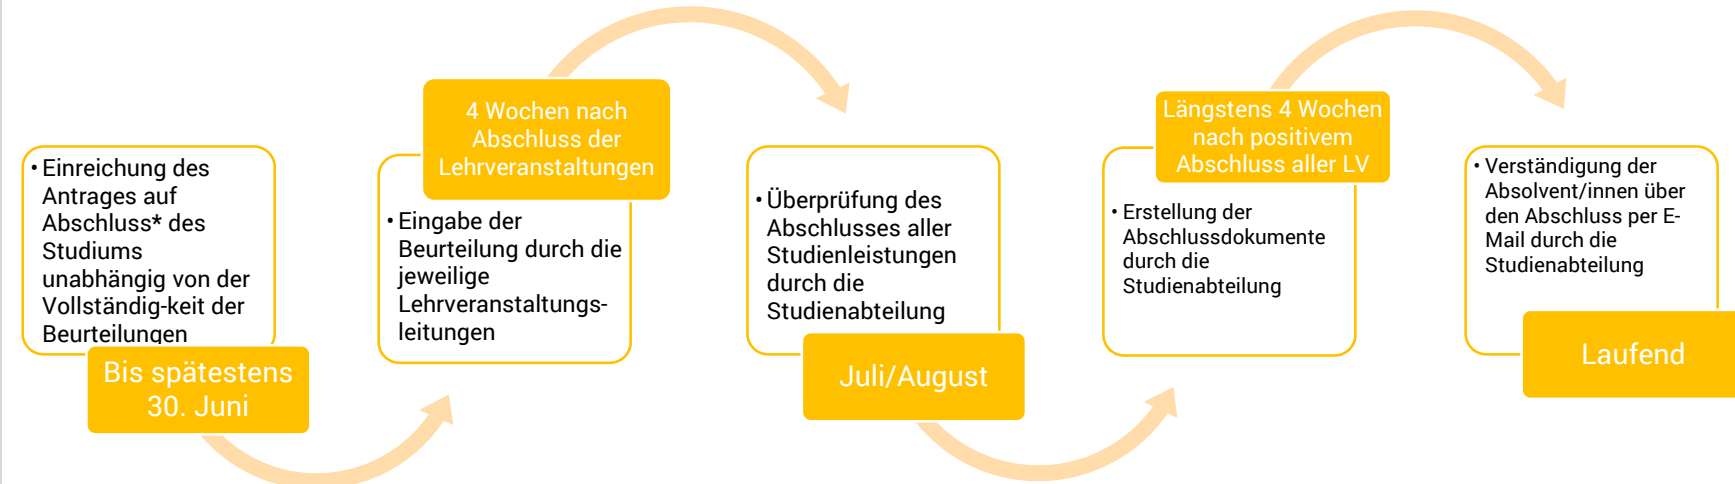 • Einreichung des
Antrages auf
Abschluss* des
Studiums
unabhängig von der
Vollständig-keit der
Beurteilungen
Bis spätestens
30. Juni
4 Wochen nach
Abschluss der
Lehrveranstaltungen
• Eingabe der
Beurteilung durch die
jeweilige
Lehrveranstaltungs-
leitungen
• Überprüfung des
Abschlusses aller
Studienleistungen
durch die
Studienabteilung
Juli/August
Längstens 4 Wochen
nach positivem
Abschluss aller LV
• Erstellung der
Abschlussdokumente
durch die
Studienabteilung
• Verständigung der
Absolvent/innen über
den Abschluss per E-
Mail durch die
Studienabteilung
Laufend